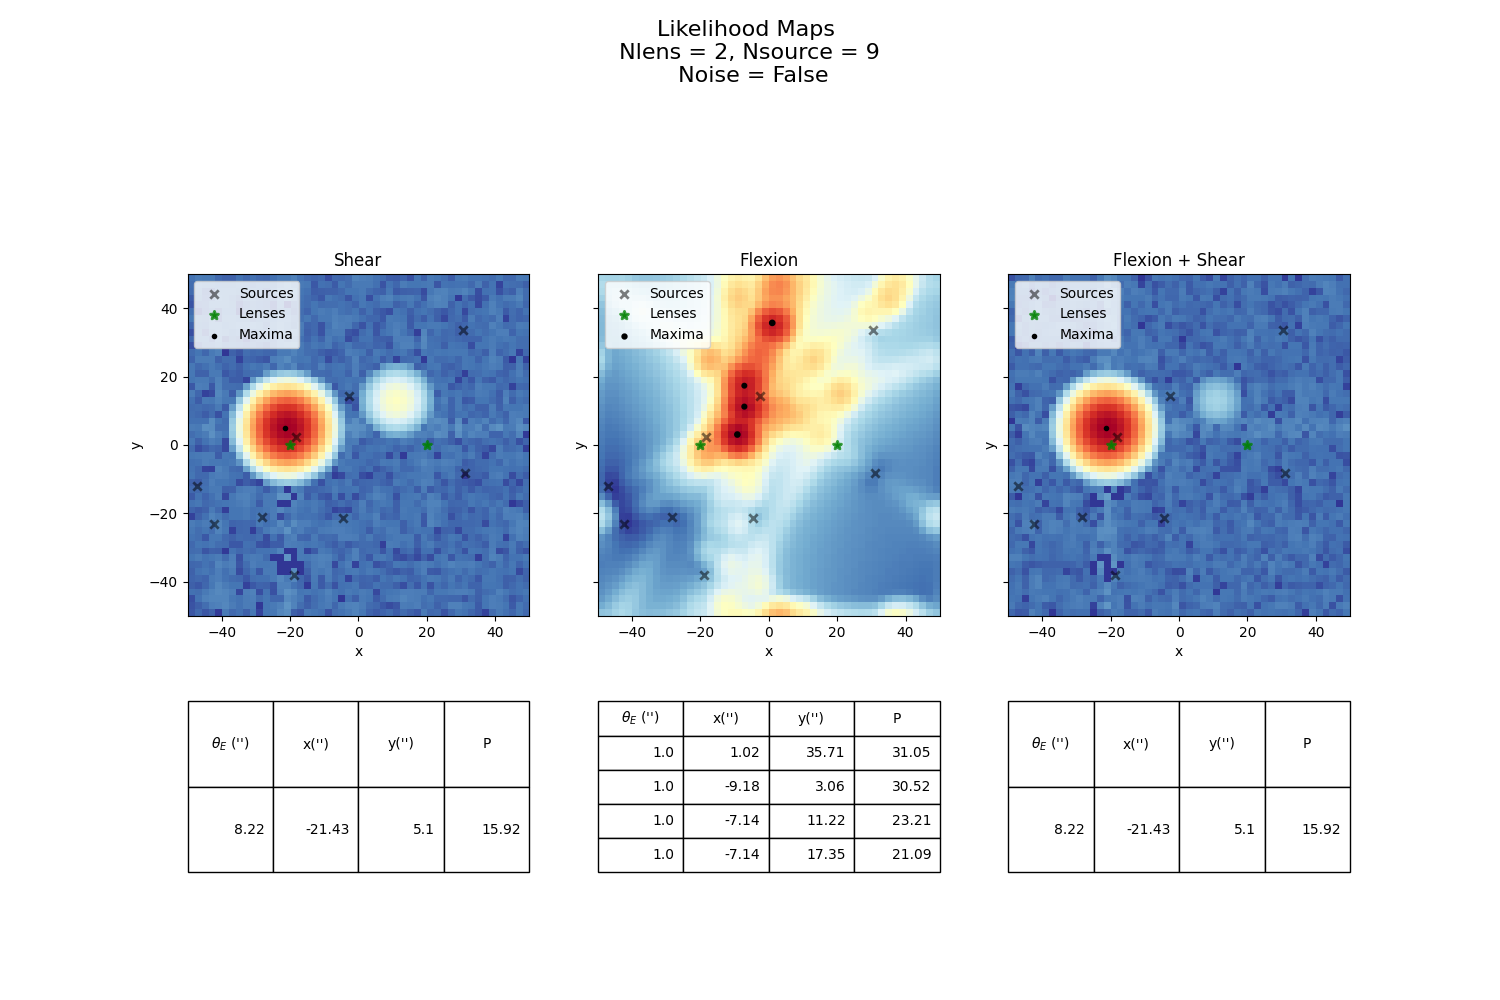 Likelihood Maps
Nlens = 2, Nsource = 9
Noise = False
Shear
Sources
Lenses
Maxima
40
20
0
−20
−40
y
−40 −20 0 20 40
x
Flexion
Sources
Lenses
Maxima
y
−40 −20 0 20 40
x
Flexion + Shear
Sources
Lenses
Maxima
y
−40 −20 0 20 40
x
θE ('') x('') y('') P
8.22 -21.43 5.1 15.92
θE ('') x('') y('') P
1.0 1.02 35.71 31.05
1.0 -9.18 3.06 30.52
1.0 -7.14 11.22 23.21
1.0 -7.14 17.35 21.09
θE ('') x('') y('') P
8.22 -21.43 5.1 15.92